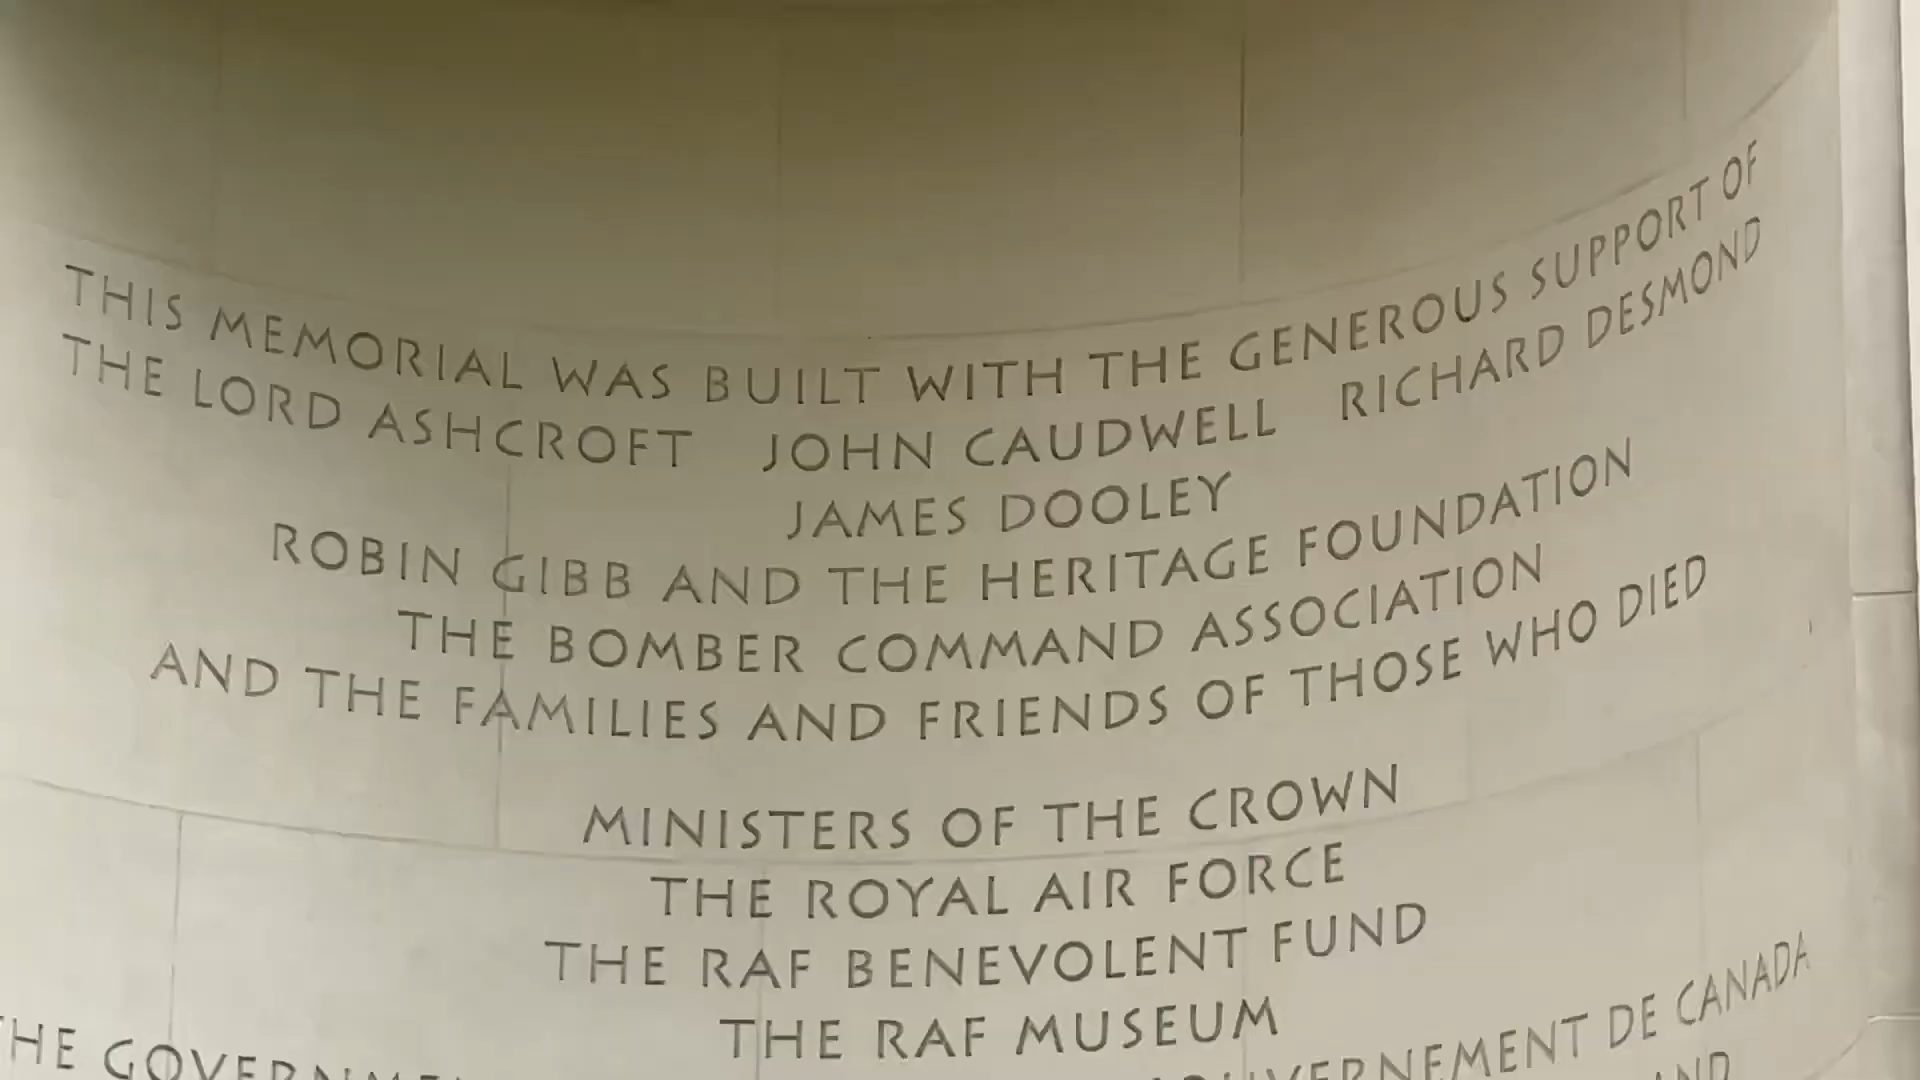 THIS MEMORIAL WAS BUILT WITH THE GENEROUS SUPPORT OF
THE LORD ASHCROFT JOHN CAUDWELL RICHARD DESMOND
JAMES DOOLEY
ROBIN GIBB AND THE HERITAGE FOUNDATION
THE BOMBER COMMAND ASSOCIATION
AND THE FAMILIES AND FRIENDS OF THOSE WHO DIED
MINISTERS OF THE CROWN
THE ROYAL AIR FORCE
THE RAF BENEVOLENT FUND
THE RAF MUSEUM
DE CANADA